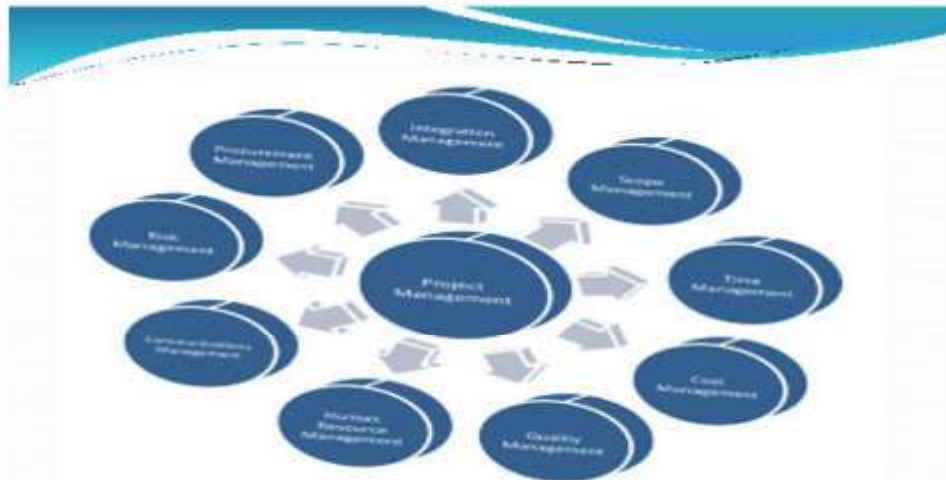 Integration
Management
Scope
Management
Time
Management
Cost
Management
Quality
Management
Human
Resource
Management
Communications
Management
Risk
Management
Procurement
Management
Project
Management